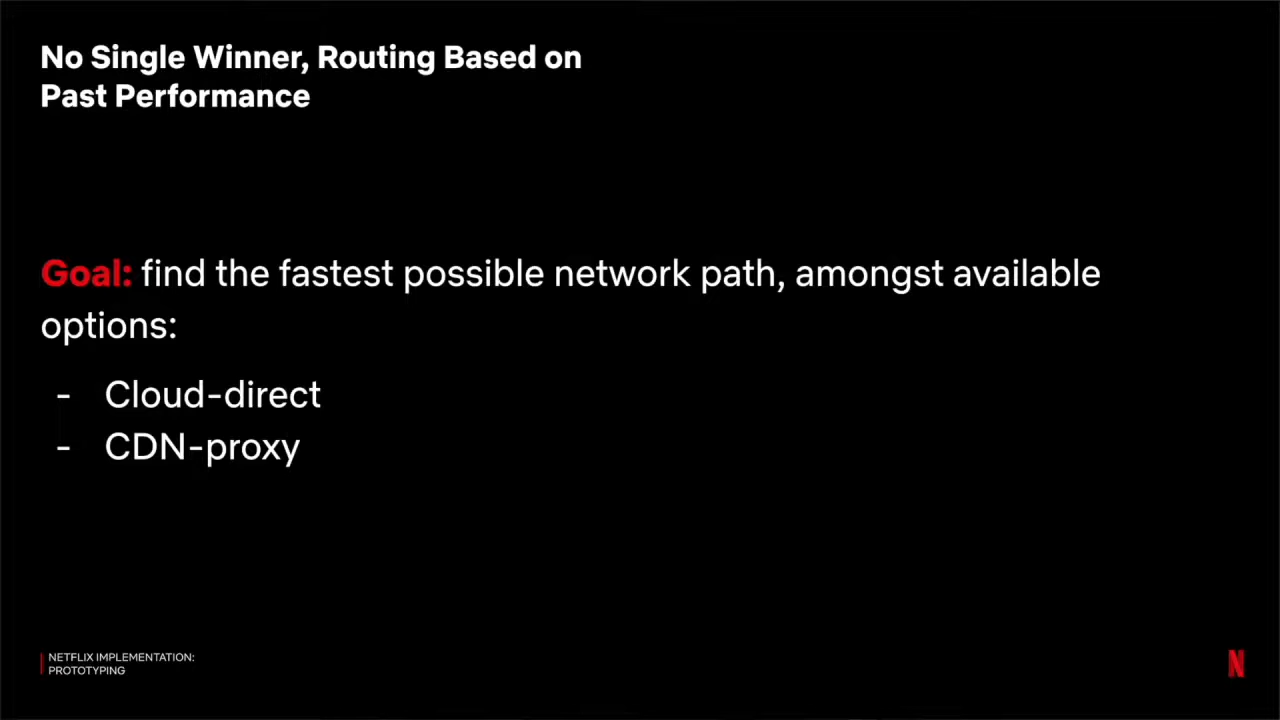 No Single Winner, Routing Based on
Past Performance
Goal: find the fastest possible network path, amongst available
options:
- Cloud-direct
- CDN-proxy
NETFLIX IMPLEMENTATION:
PROTOTYPING
N